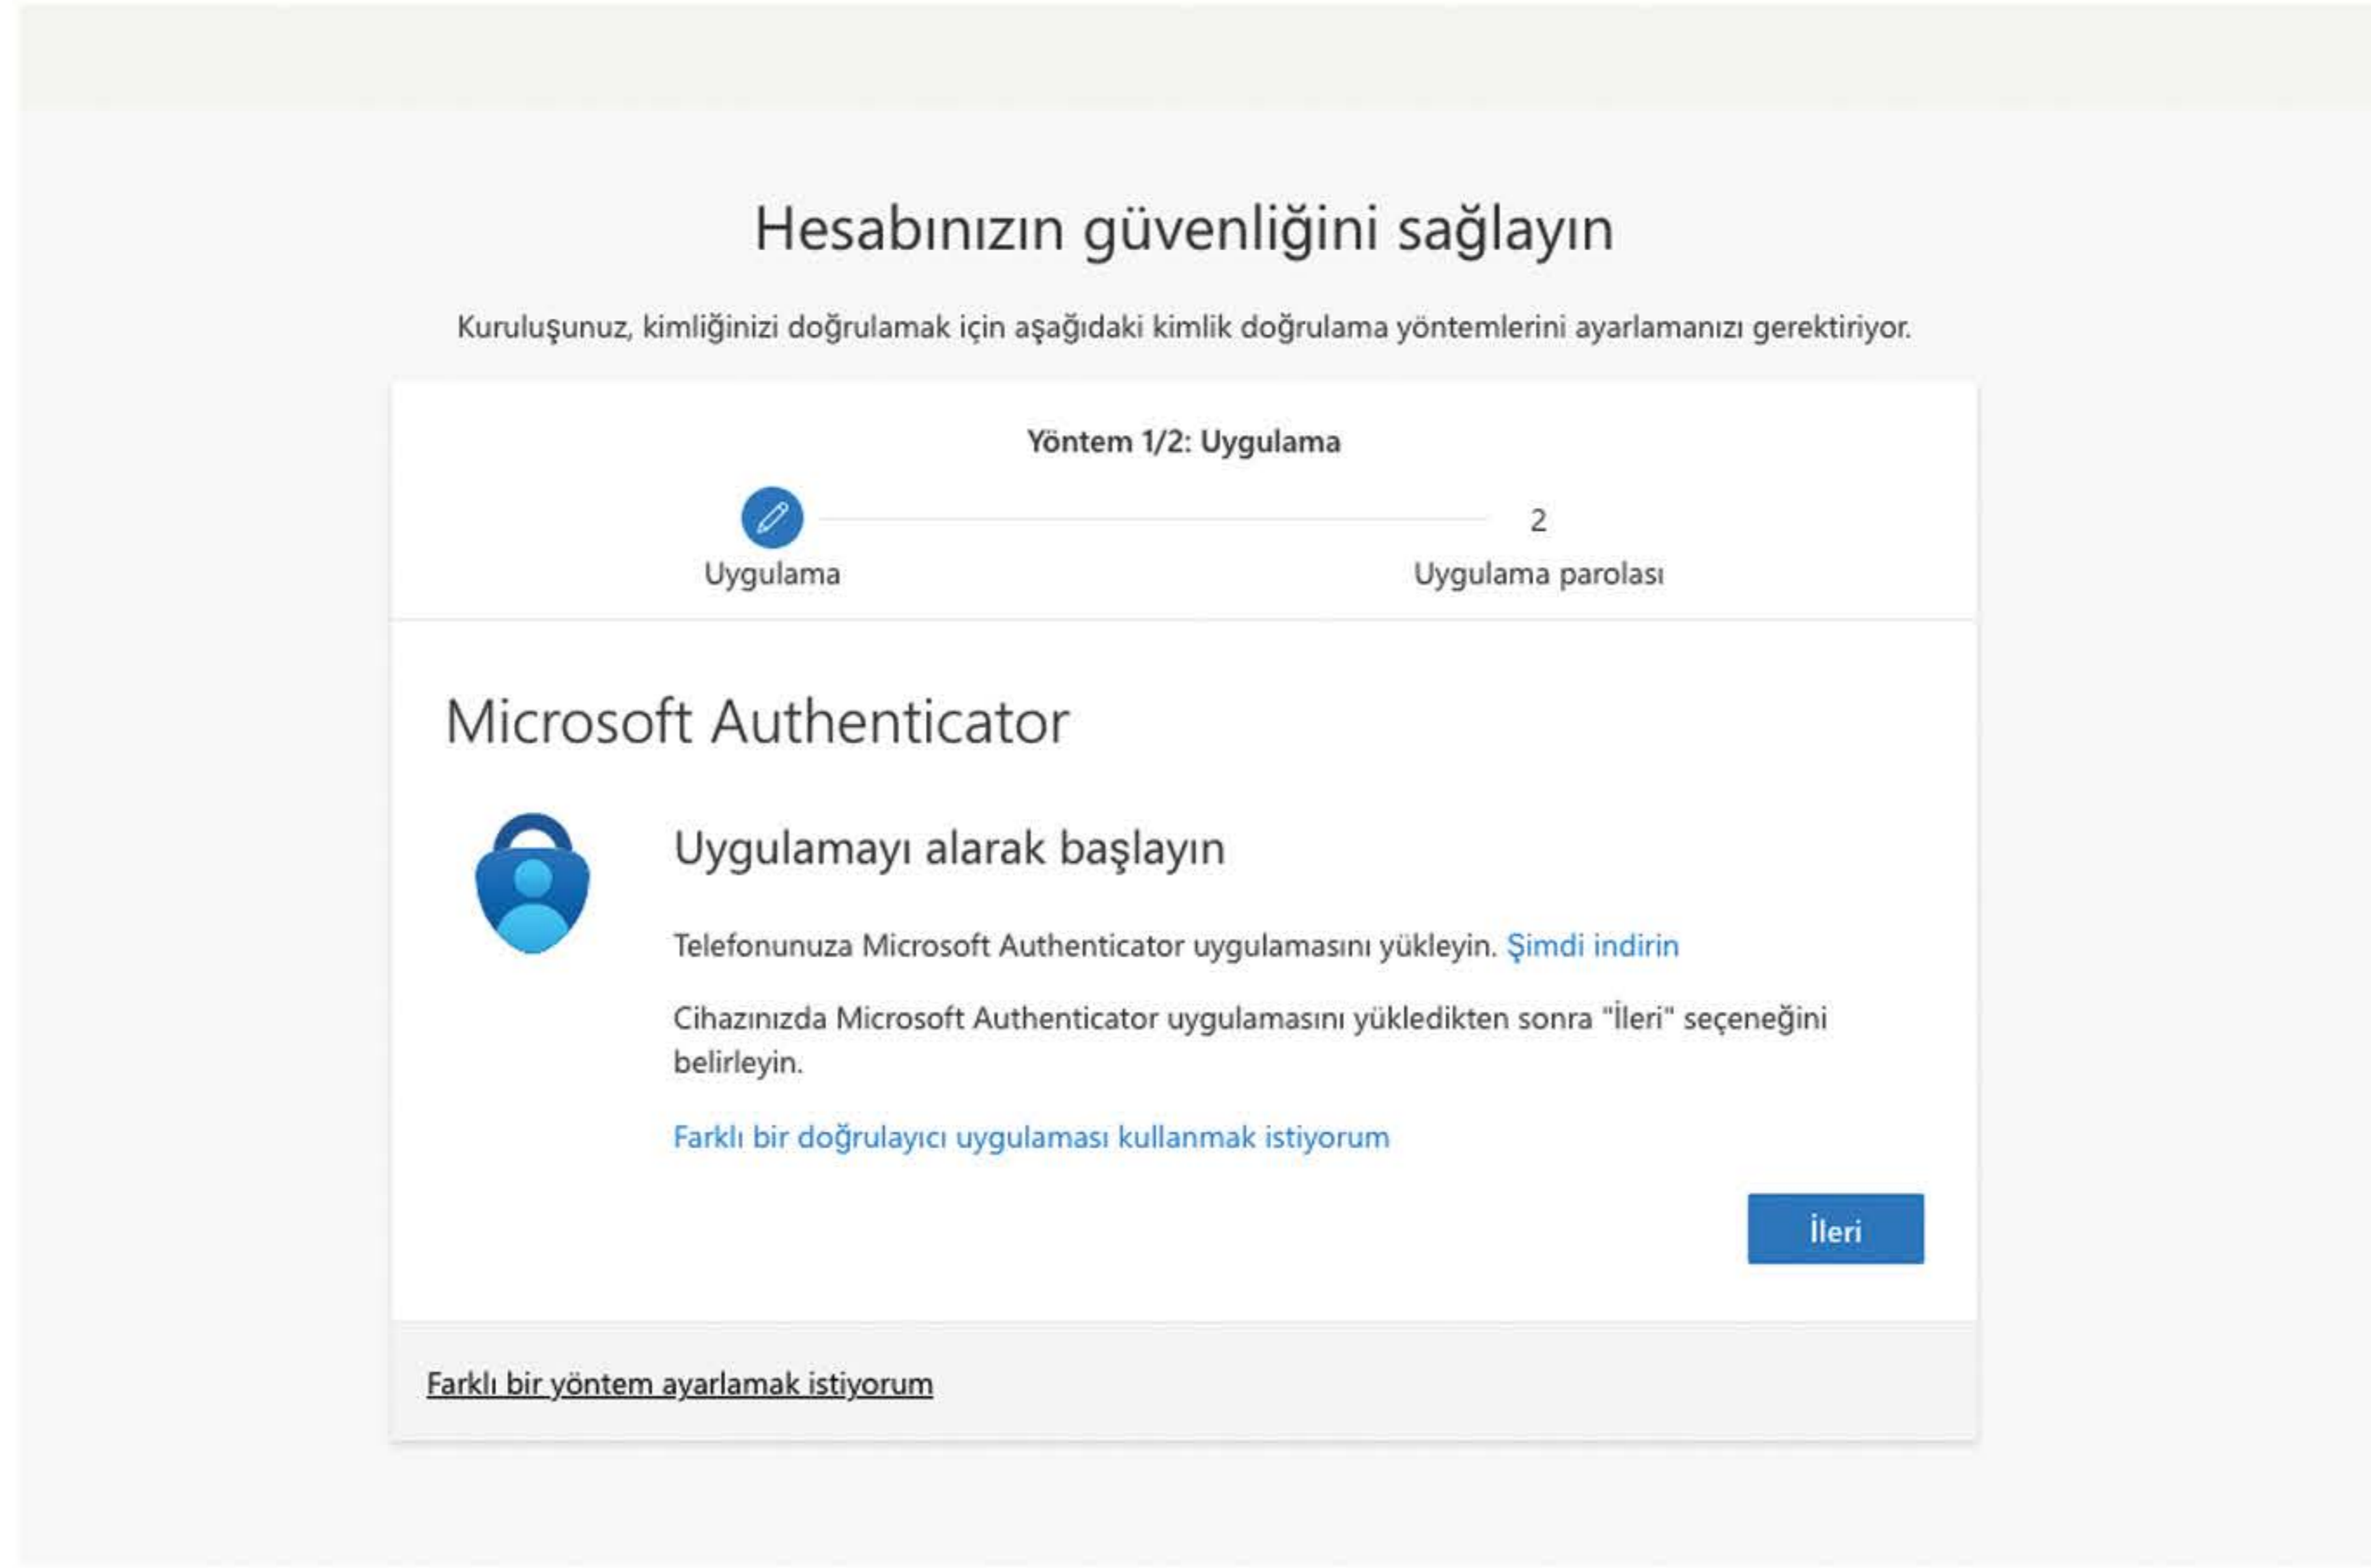 Hesabınızın güvenliğini sağlayın
Kuruluşunuz, kimliğinizi doğrulamak için aşağıdaki kimlik doğrulama yöntemlerini ayarlamanızı gerektiriyor.
Yöntem 1/2: Uygulama
2
Uygulama
Uygulama parolası
Microsoft Authenticator
Uygulamayı alarak başlayın
Telefonunuza Microsoft Authenticator uygulamasını yükleyin. Şimdi indirin
Cihazınızda Microsoft Authenticator uygulamasını yükledikten sonra "İleri" seçeneğini
belirleyin.
Farklı bir doğrulayıcı uygulaması kullanmak istiyorum
İleri
Farklı bir yöntem ayarlamak istiyorum